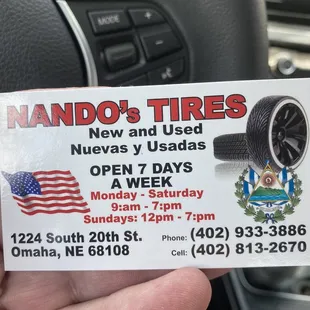 MODE
NANDO's TIRES
New and Used
Nuevas y Usadas
OPEN 7 DAYS
A WEEK
Monday - Saturday
9:am - 7:pm
Sundays: 12pm - 7:pm
1224 South 20th St.
Omaha, NE 68108
Phone: (402) 933-3886
Cell: (402) 813-2670